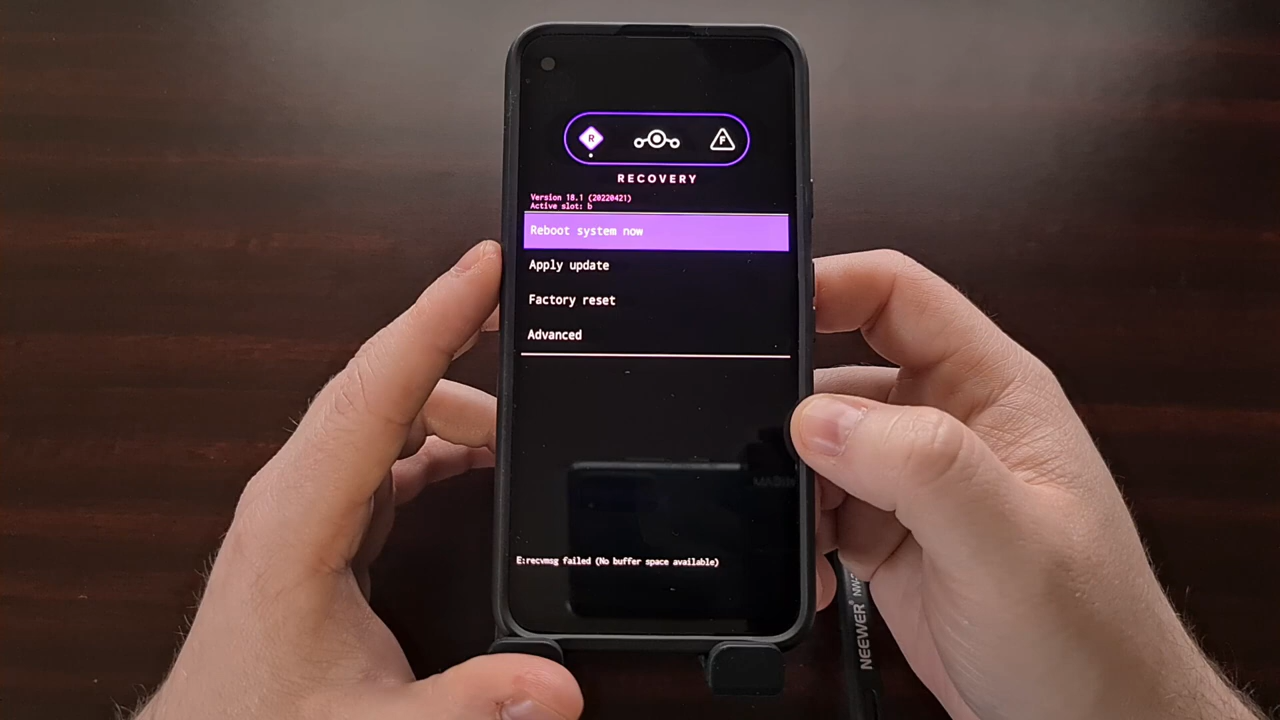 R
F
RECOVERY
Version 18.1 (20220421)
Active slot: b
Reboot system now
Apply update
Factory reset
Advanced
E:recvmsg failed (No buffer space available)
NEEWER